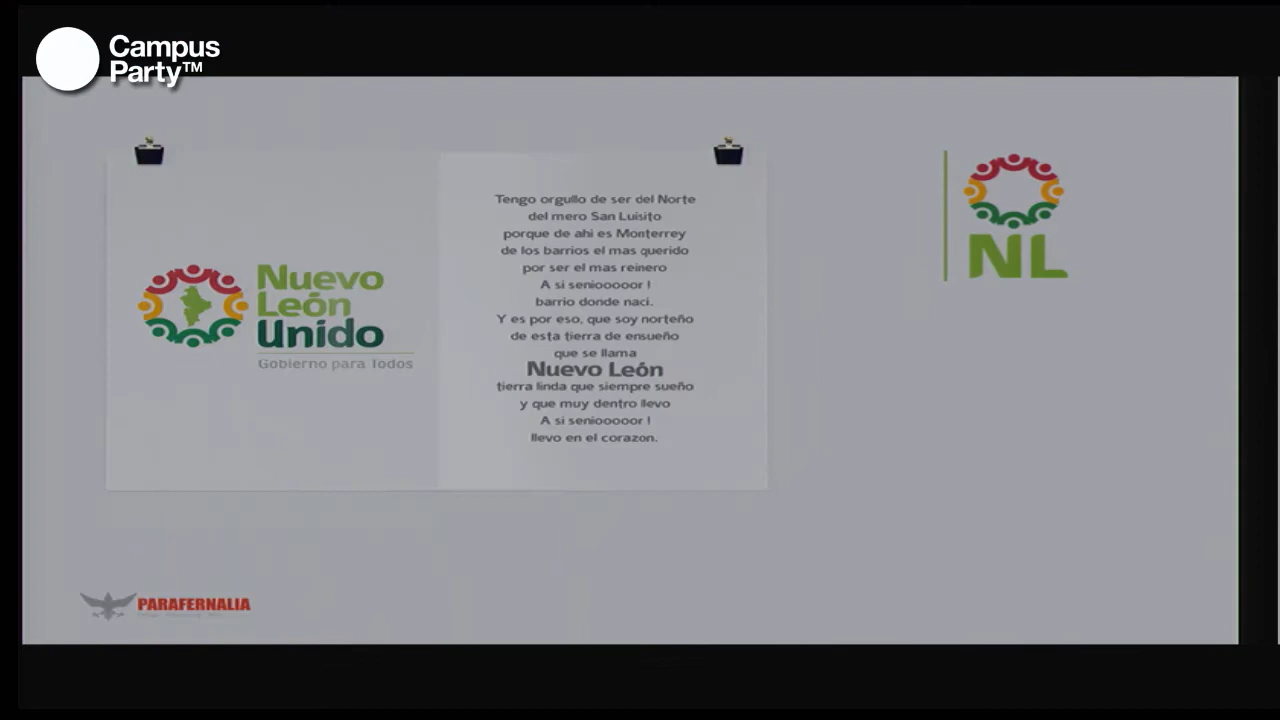 Campus
Party™
Nuevo
León
Unido
Gobierno para Todos
Tengo orgullo de ser del Norte
del mero San Luisito
porque de ahi es Monterrey
de los barrios el mas querido
por ser el mas reinero
A si seniooooor !
barrio donde naci.
Y es por eso, que soy norteño
de esta tierra de ensueño
que se llama
Nuevo León
tierra linda que siempre sueño
y que muy dentro llevo
A si seniooooor !
llevo en el corazon.
NL
PARAFERNALIA